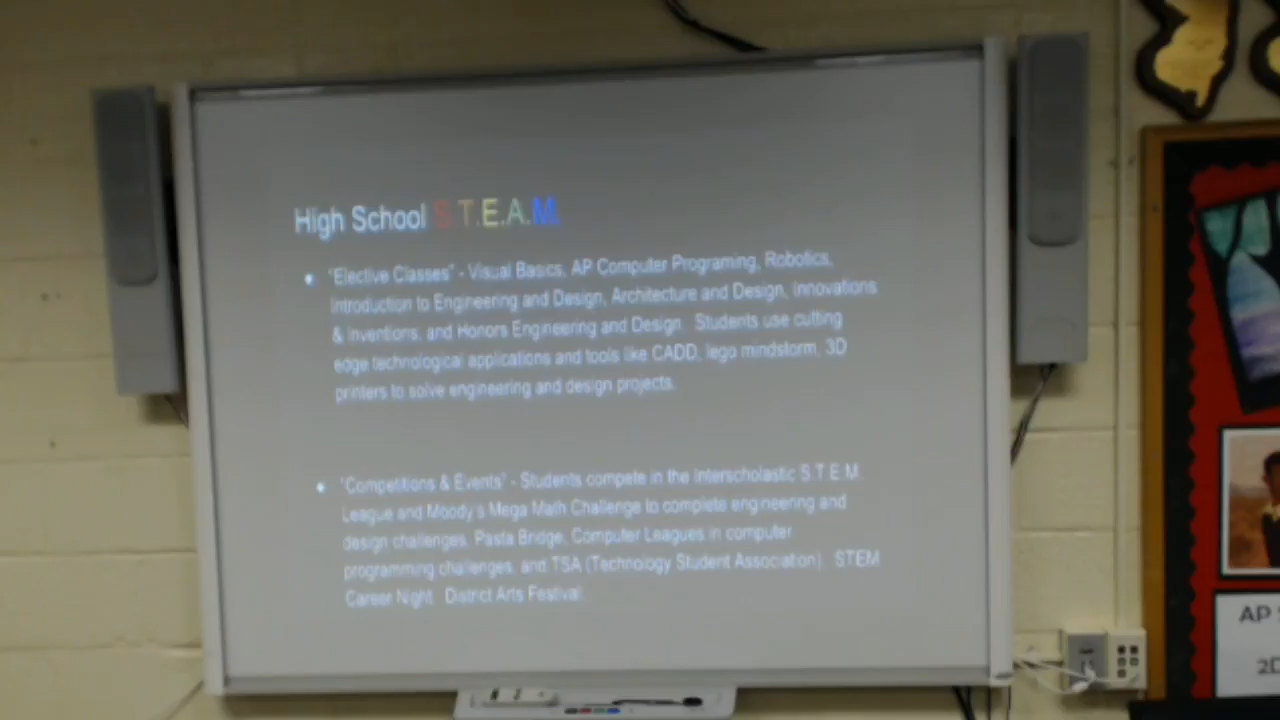 High School S.T.E.A.M.
• "Elective Classes" - Visual Basics, AP Computer Programing, Robotics,
Introduction to Engineering and Design, Architecture and Design, Innovations
& Inventions, and Honors Engineering and Design. Students use cutting
edge technological applications and tools like CADD, lego mindstorm, 3D
printers to solve engineering and design projects.
• "Competitions & Events" - Students compete in the Interscholastic S.T.E.M.
League and Moody's Mega Math Challenge to complete engineering and
design challenges, Pasta Bridge, Computer Leagues in computer
programming challenges, and TSA (Technology Student Association). STEM
Career Night. District Arts Festival.
AP
2D